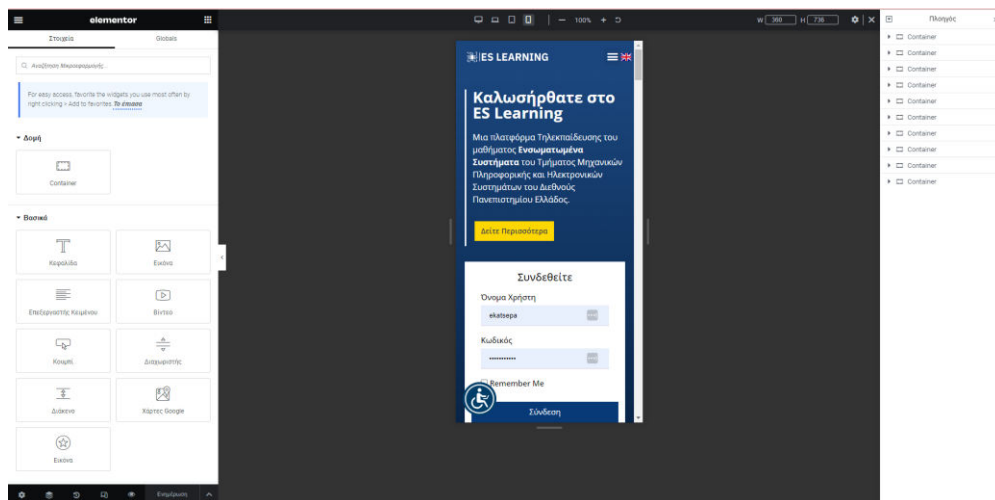 elementor
Στοιχεία
Globals
Αναζήτηση Μικροεφαρμογής...
For easy access, favorite the widgets you use most often by
right clicking > Add to favorites. Το έπιασα
Δομή
Container
Βασικά
Κεφαλίδα
Εικόνα
Επεξεργαστής Κειμένου
Βίντεο
Κουμπί
Διαχωριστής
Διάκενο
Χάρτες Google
Εικόνα
Ενημέρωση
100%
W 360 H 736
ES LEARNING
Καλωσήρθατε στο
ES Learning
Μια πλατφόρμα Τηλεκπαίδευσης του
μαθήματος Ενσωματωμένα
Συστήματα του Τμήματος Μηχανικών
Πληροφορικής και Ηλεκτρονικών
Συστημάτων του Διεθνούς
Πανεπιστημίου Ελλάδος.
Δείτε Περισσότερα
Συνδεθείτε
Όνομα Χρήστη
ekatsepa
Κωδικός
Remember Me
Σύνδεση
Πλοηγός
Container
Container
Container
Container
Container
Container
Container
Container
Container
Container